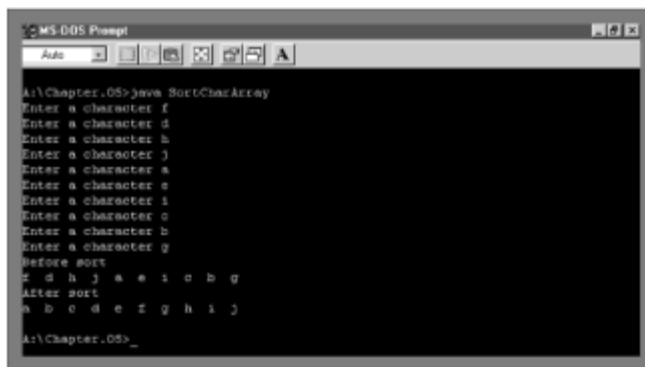 MS-DOS Prompt
Auto A
A:\Chapter.05>java SortCharArray
Enter a character f
Enter a character d
Enter a character h
Enter a character j
Enter a character a
Enter a character e
Enter a character i
Enter a character c
Enter a character b
Enter a character g
Before sort
f d h j a e i c b g
After sort
a b c d e f g h i j
A:\Chapter.05>_